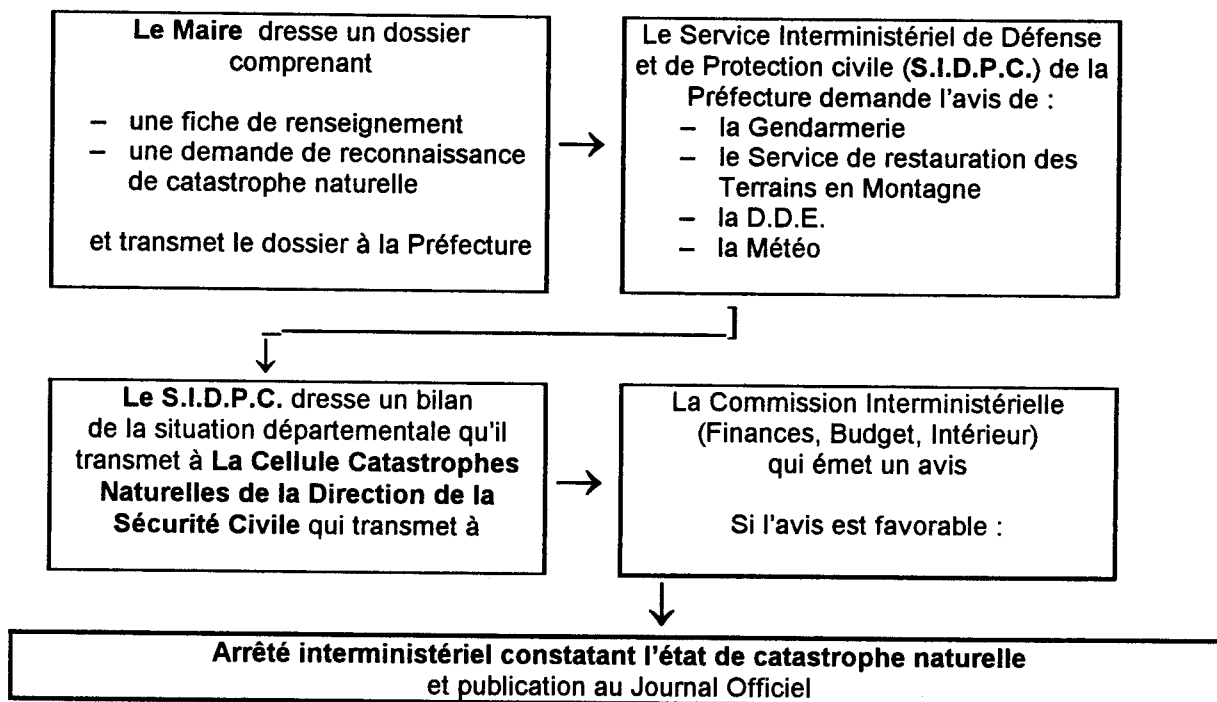 Le Maire dresse un dossier
comprenant
– une fiche de renseignement
– une demande de reconnaissance
de catastrophe naturelle
et transmet le dossier à la Préfecture
Le Service Interministériel de Défense
et de Protection civile (S.I.D.P.C.) de la
Préfecture demande l'avis de :
– la Gendarmerie
– le Service de restauration des
Terrains en Montagne
– la D.D.E.
– la Météo
Le S.I.D.P.C. dresse un bilan
de la situation départementale qu'il
transmet à La Cellule Catastrophes
Naturelles de la Direction de la
Sécurité Civile qui transmet à
La Commission Interministérielle
(Finances, Budget, Intérieur)
qui émet un avis
Si l'avis est favorable :
Arrêté interministériel constatant l'état de catastrophe naturelle
et publication au Journal Officiel